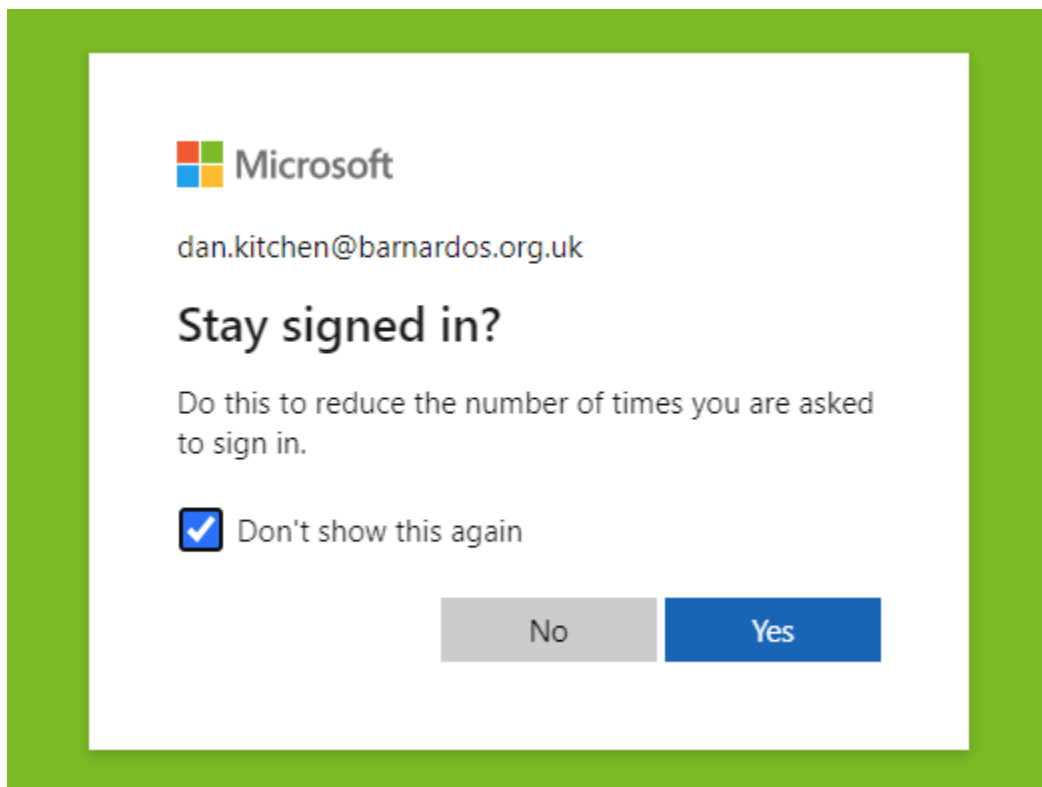 Microsoft
dan.kitchen@barnardos.org.uk
Stay signed in?
Do this to reduce the number of times you are asked
to sign in.
Don't show this again
No
Yes